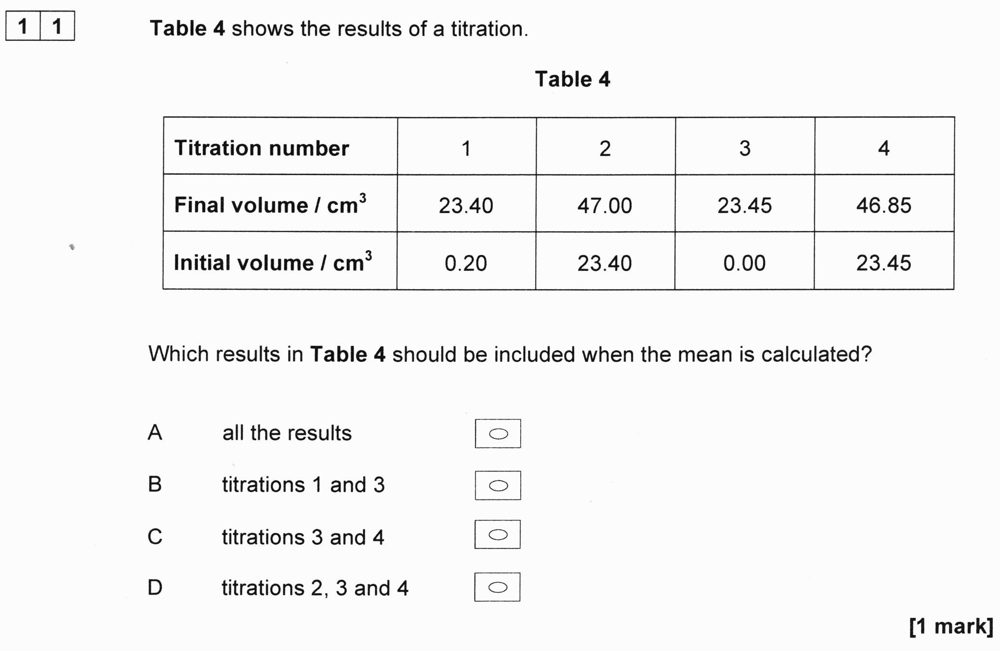 1 1 Table 4 shows the results of a titration.
Table 4
Titration number 1 2 3 4
Final volume / cm³ 23.40 47.00 23.45 46.85
Initial volume / cm³ 0.20 23.40 0.00 23.45
Which results in Table 4 should be included when the mean is calculated?
A all the results
B titrations 1 and 3
C titrations 3 and 4
D titrations 2, 3 and 4
[1 mark]